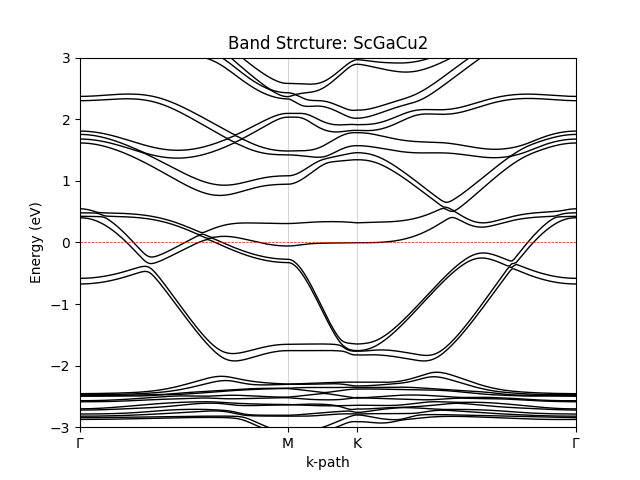 Band Strcture: ScGaCu2
Energy (eV)
3
2
1
0
−1
−2
−3
Γ M K Γ
k-path